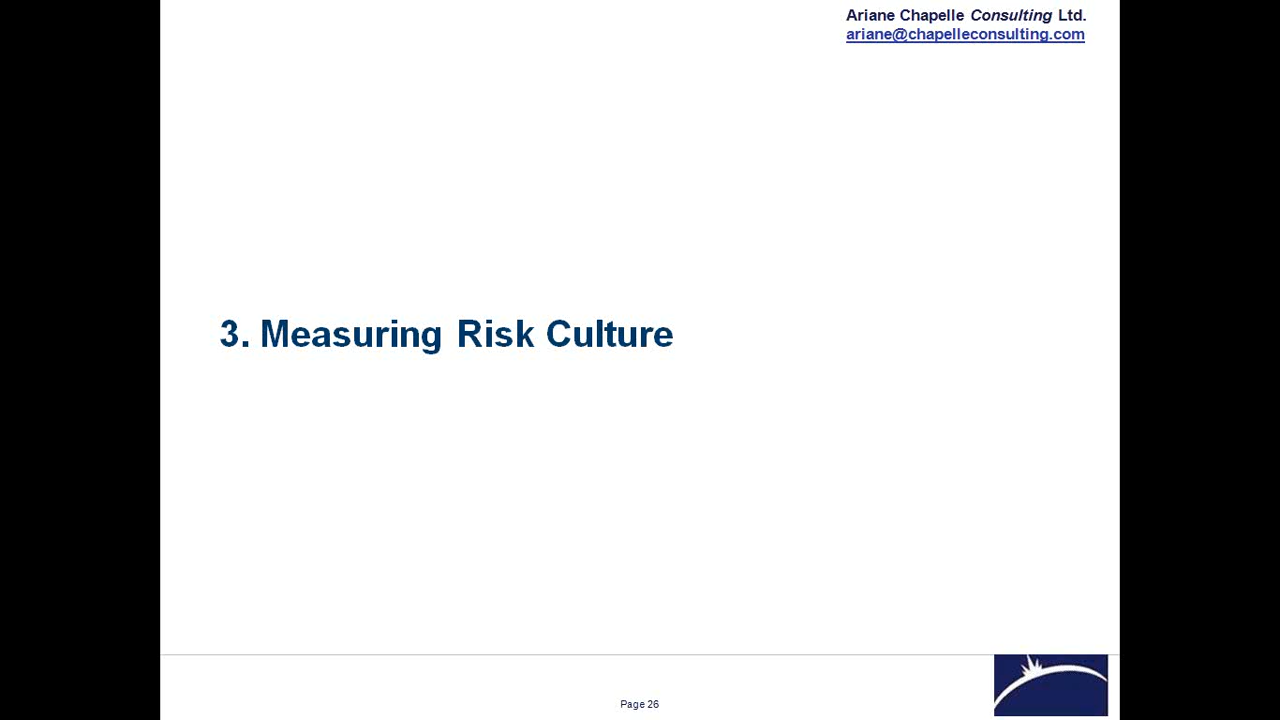 Ariane Chapelle Consulting Ltd.
ariane@chapelleconsulting.com
3. Measuring Risk Culture
Page 26